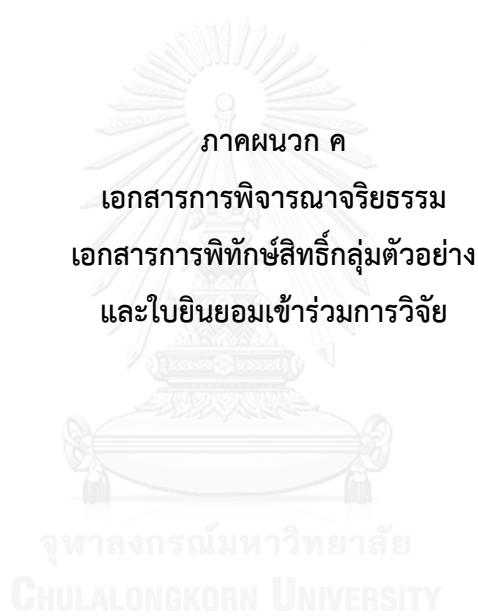 ภาคผนวก ค
เอกสารการพิจารณาจริยธรรม
เอกสารการพิทักษ์สิทธิ์กลุ่มตัวอย่าง
และใบยินยอมเข้าร่วมการวิจัย
จุฬาลงกรณ์มหาวิทยาลัย
CHULALONGKORN UNIVERSITY